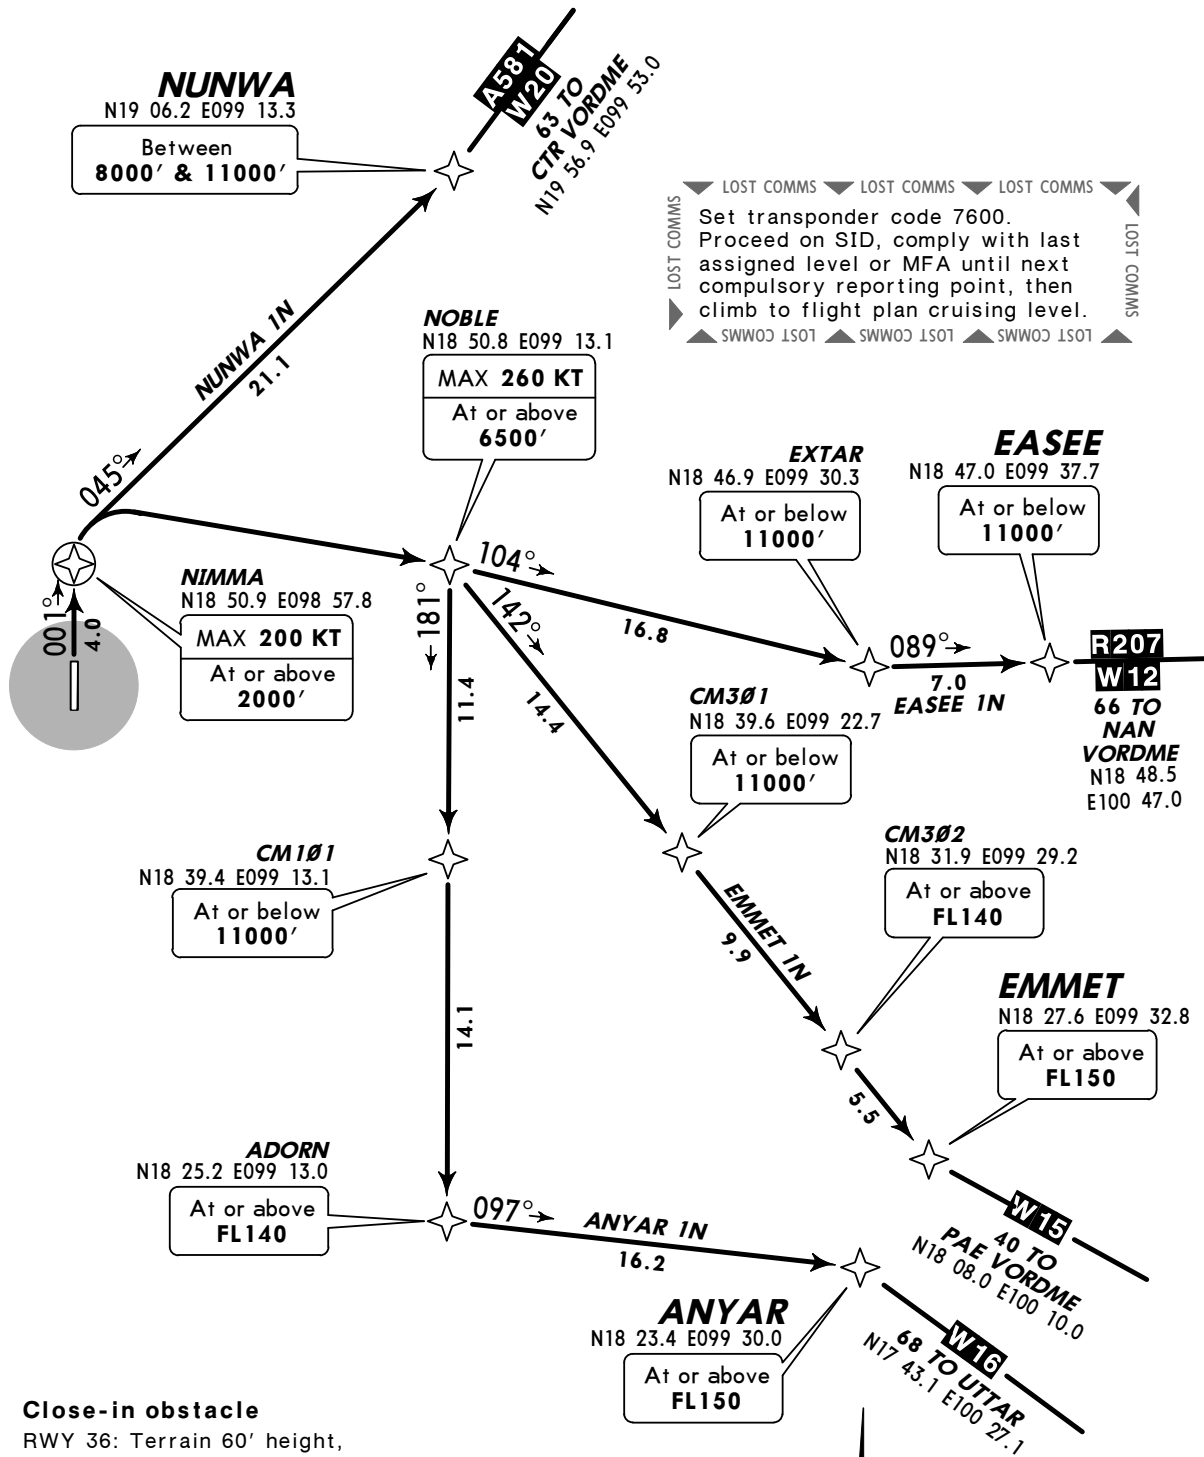 A581
W20
63 TO
CTR VORDME
N19 56.9 E099 53.0
NUNWA
N19 06.2 E099 13.3
Between
8000′ & 11000′
LOST COMMS LOST COMMS LOST COMMS
LOST COMMS
Set transponder code 7600.
Proceed on SID, comply with last
assigned level or MFA until next
compulsory reporting point, then
climb to flight plan cruising level.
LOST COMMS
LOST COMMS LOST COMMS LOST COMMS
NUNWA 1N
21.1
045°
NOBLE
N18 50.8 E099 13.1
MAX 260 KT
At or above
6500′
EXTAR
N18 46.9 E099 30.3
At or below
11000′
EASEE
N18 47.0 E099 37.7
At or below
11000′
NIMMA
N18 50.9 E098 57.8
MAX 200 KT
At or above
2000′
001°
4.0
104°
16.8
181°
11.4
142°
14.4
089°
7.0
EASEE 1N
R207
W12
66 TO
NAN
VORDME
N18 48.5
E100 47.0
CM3Ø1
N18 39.6 E099 22.7
At or below
11000′
CM1Ø1
N18 39.4 E099 13.1
At or below
11000′
CM3Ø2
N18 31.9 E099 29.2
At or above
FL140
EMMET 1N
9.9
14.1
EMMET
N18 27.6 E099 32.8
At or above
FL150
5.5
ADORN
N18 25.2 E099 13.0
At or above
FL140
097°
ANYAR 1N
16.2
W15
40 TO
PAE VORDME
N18 08.0 E100 10.0
ANYAR
N18 23.4 E099 30.0
At or above
FL150
W16
68 TO UTTAR
N17 43.1 E100 27.1
Close-in obstacle
RWY 36: Terrain 60′ height,